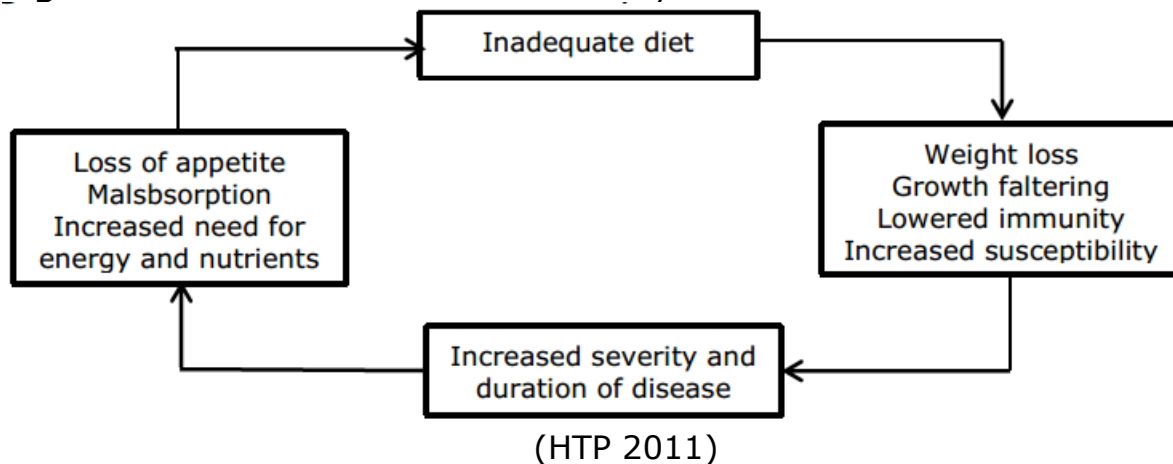 Inadequate diet
Loss of appetite
Malsbsorption
Increased need for
energy and nutrients
Weight loss
Growth faltering
Lowered immunity
Increased susceptibility
Increased severity and
duration of disease
(HTP 2011)